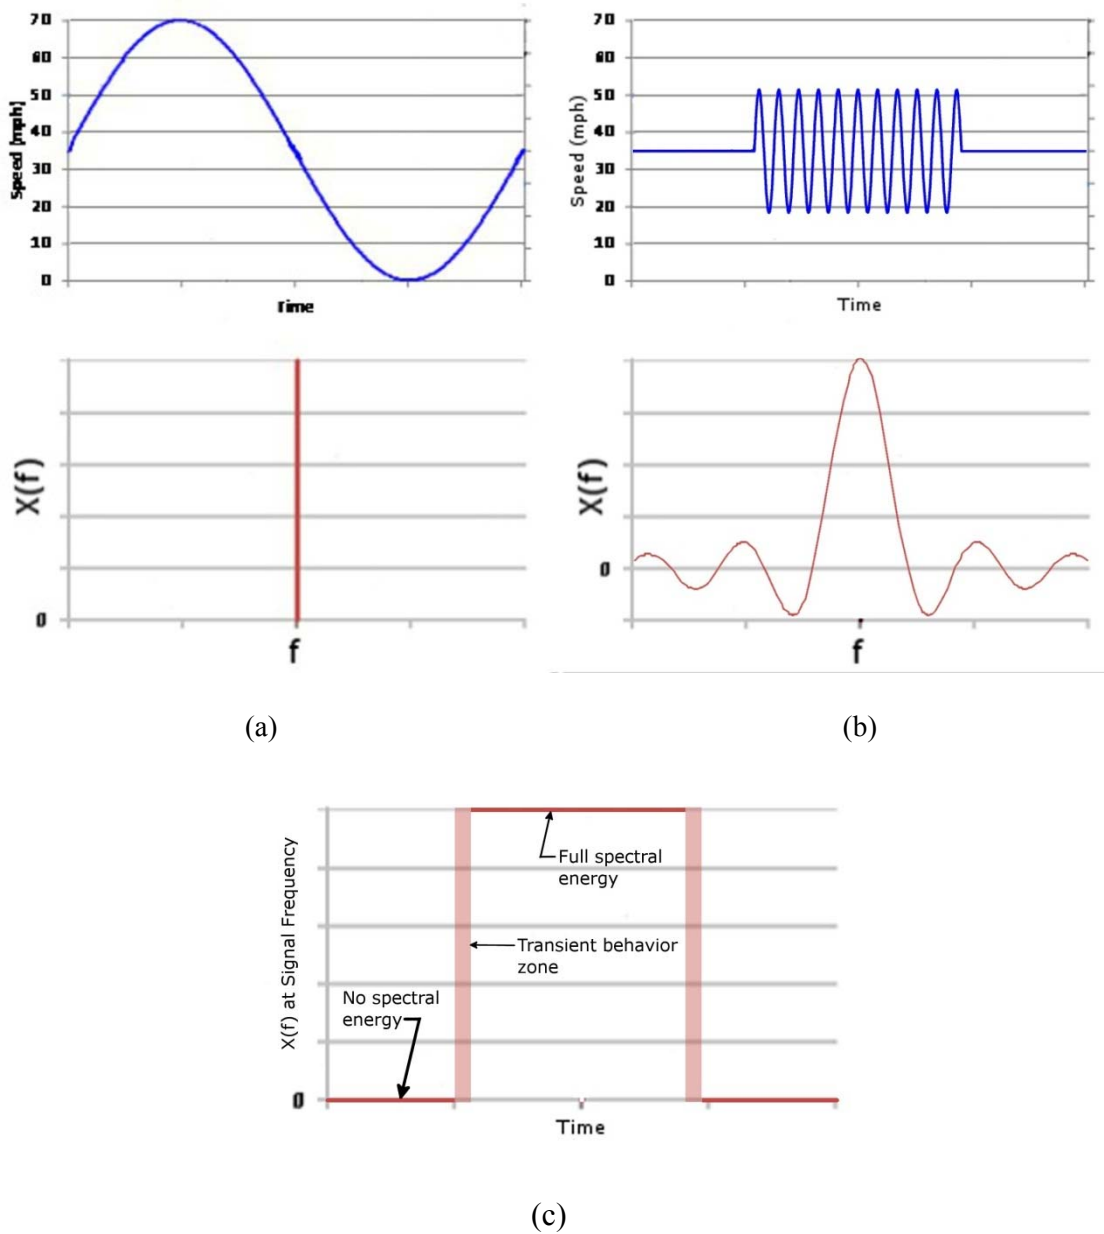 70
60
50
40
30
20
10
0
Speed (mph)
Time
70
60
50
40
30
20
10
0
Speed (mph)
Time
X(f)
0
f
X(f)
0
f
(a)
(b)
X(f) at Signal Frequency
Full spectral
energy
Transient behavior
zone
No spectral
energy
0
Time
(c)